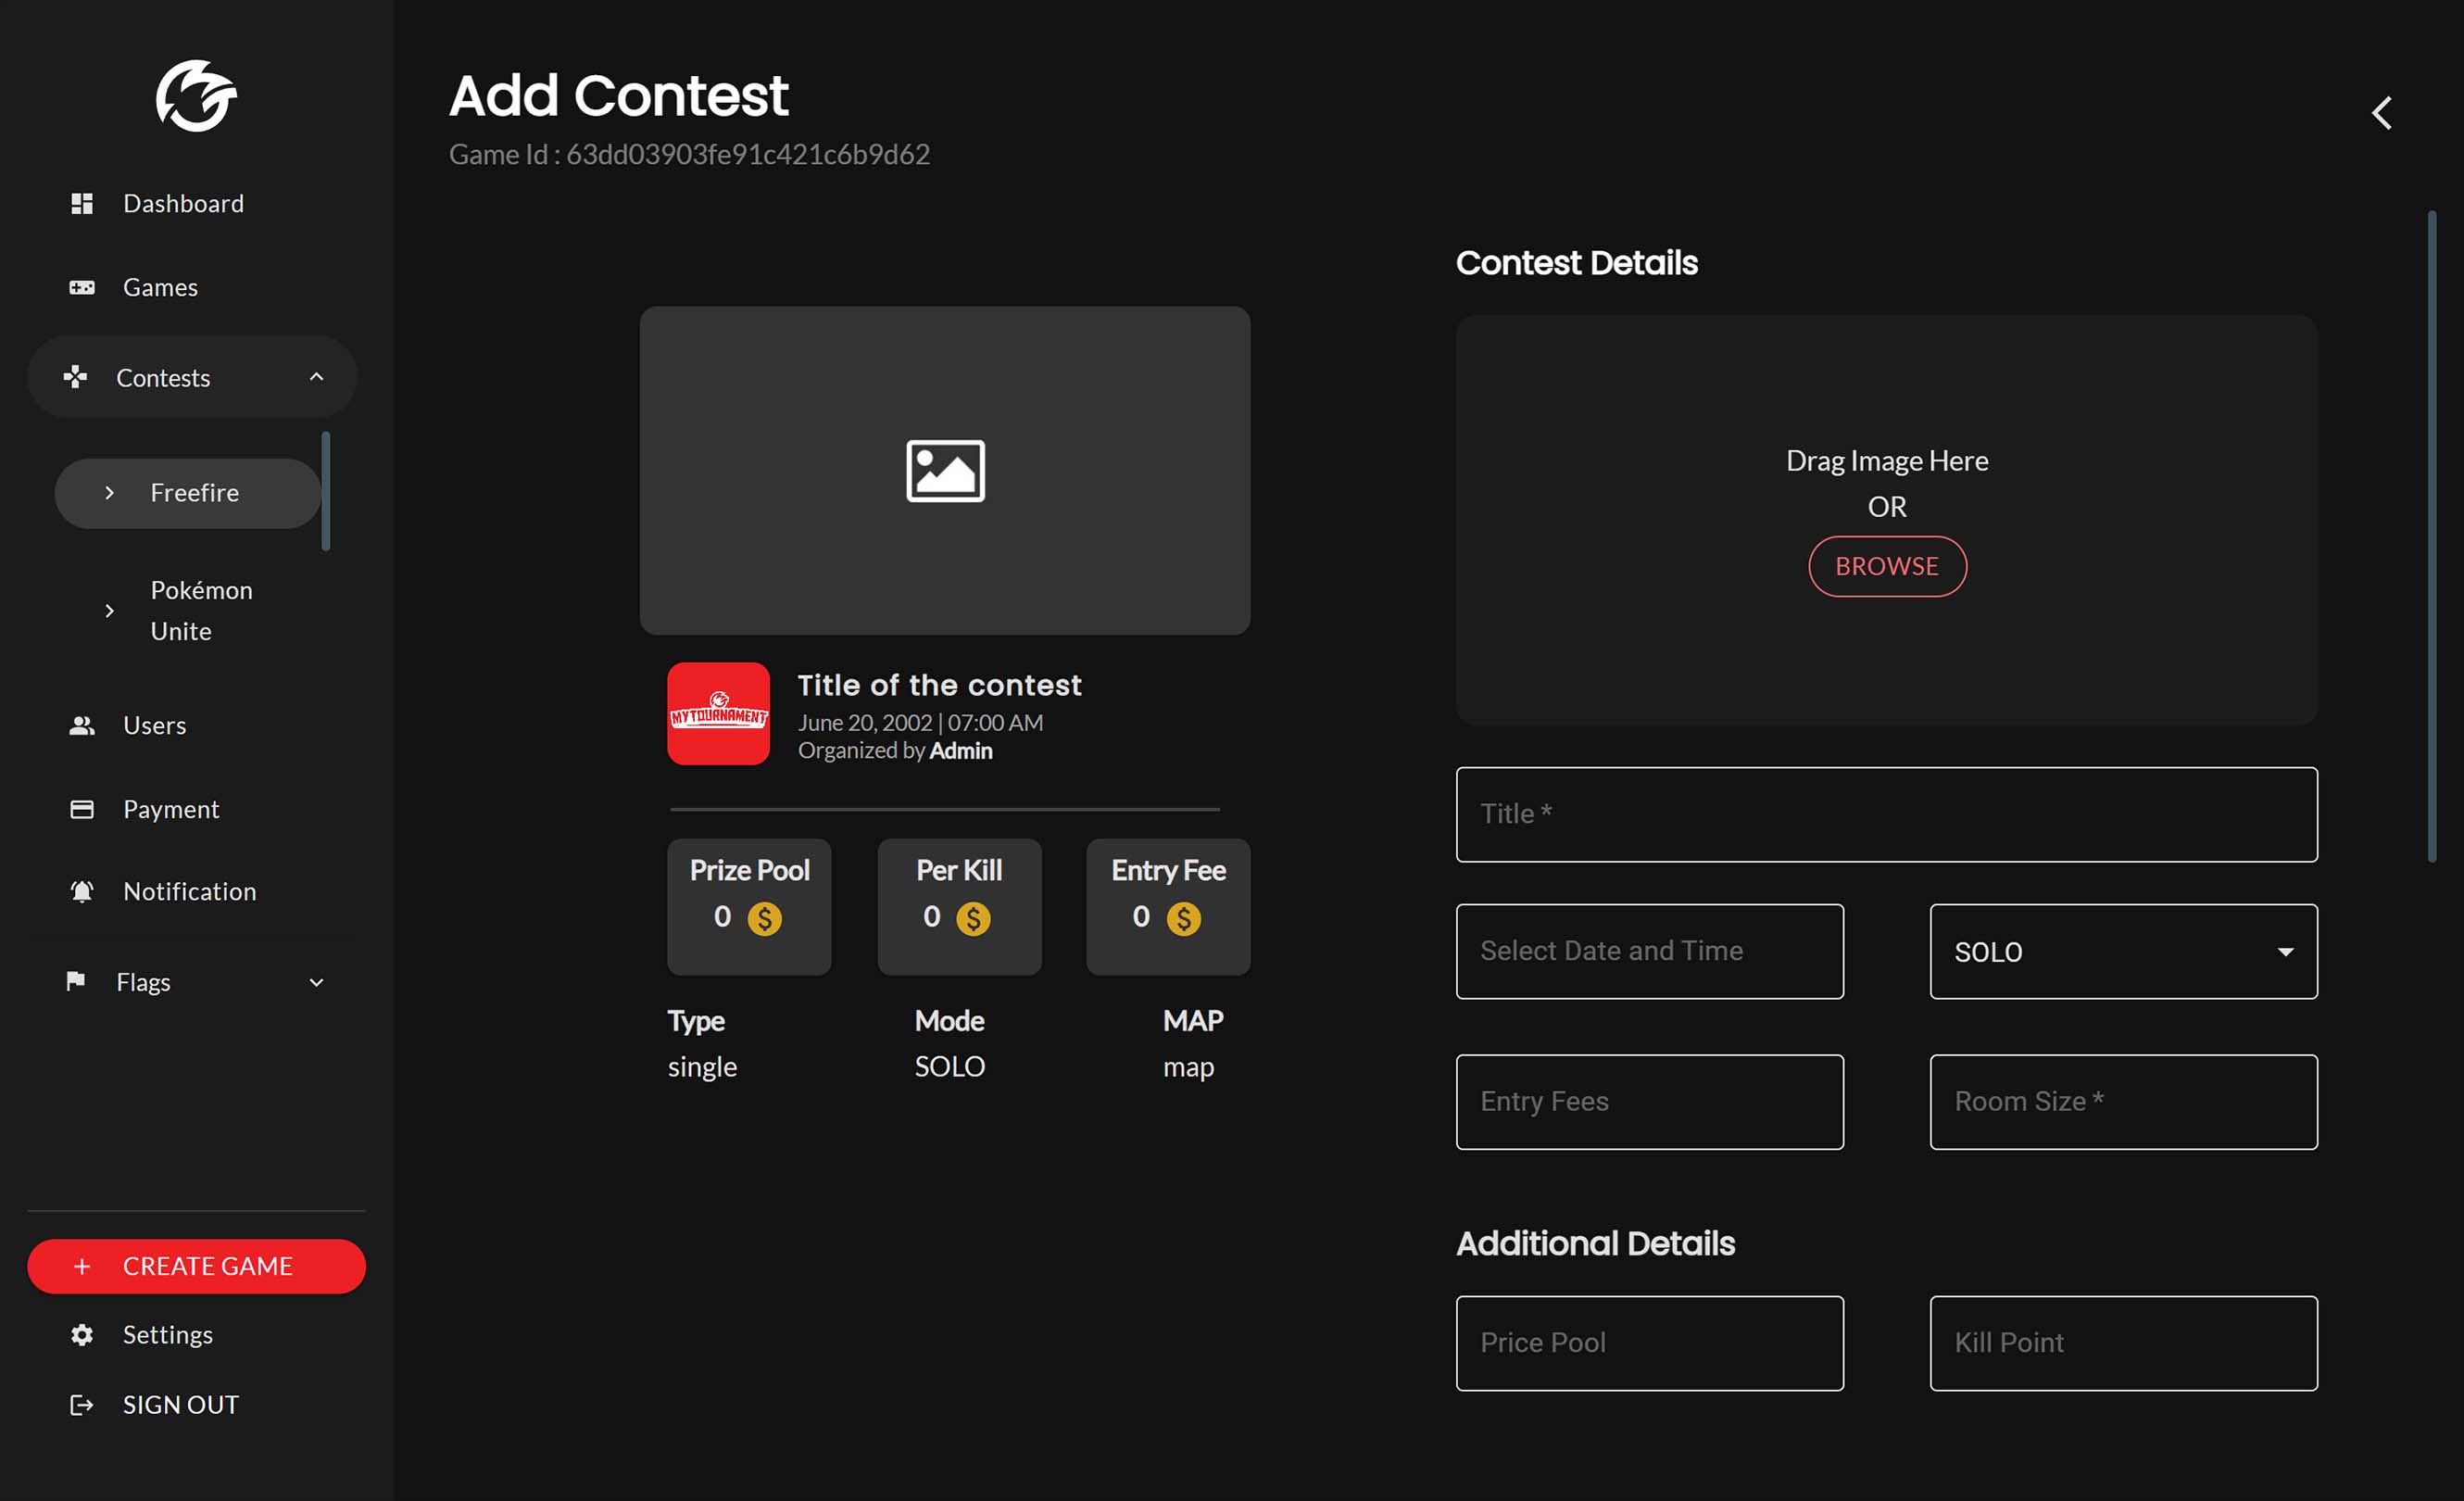 Dashboard
Games
Contests
Freefire
Pokémon
Unite
Users
Payment
Notification
Flags
CREATE GAME
Settings
SIGN OUT
Add Contest
Game Id : 63dd03903fe91c421c6b9d62
MYTOURNAMENT
Title of the contest
June 20, 2002 | 07:00 AM
Organized by Admin
Prize Pool
0 $
Per Kill
0 $
Entry Fee
0 $
Type
single
Mode
SOLO
MAP
map
Contest Details
Drag Image Here
OR
BROWSE
Title *
Select Date and Time
SOLO
Entry Fees
Room Size *
Additional Details
Price Pool
Kill Point